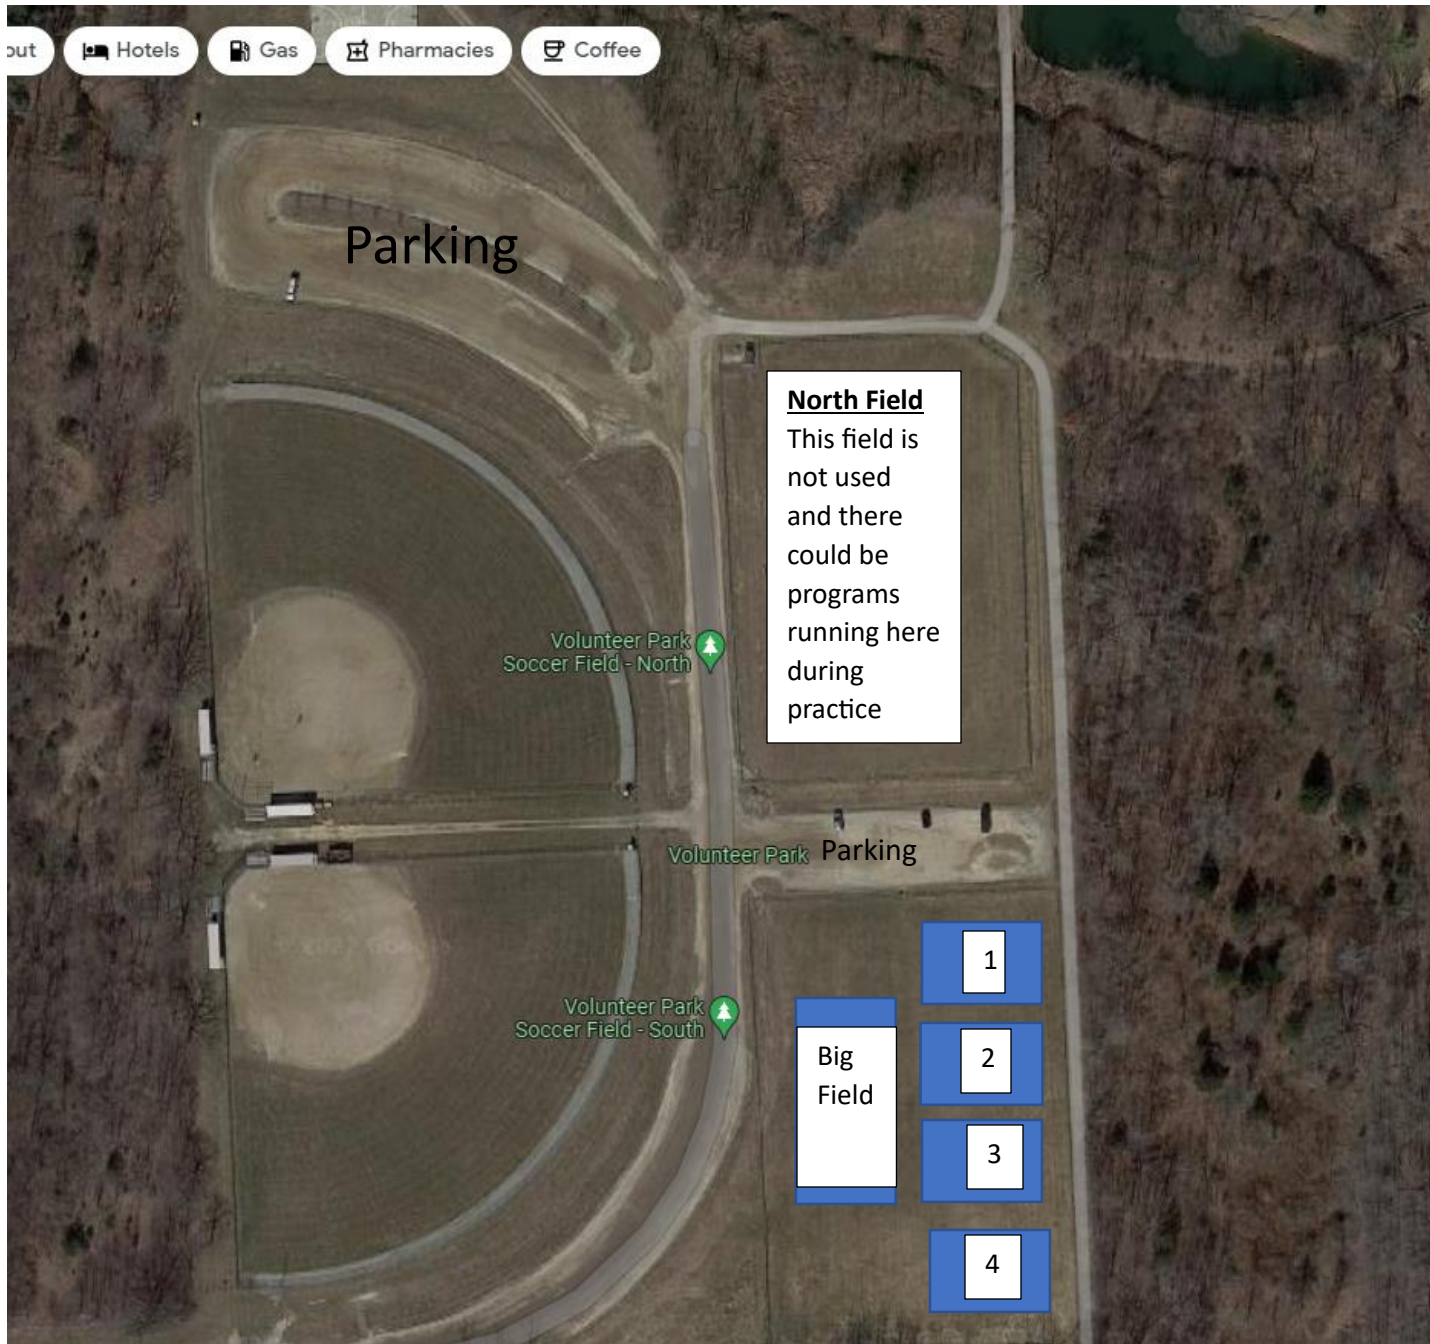 Hotels
Gas
Pharmacies
Coffee
Parking
North Field
This field is
not used
and there
could be
programs
running here
during
practice
Volunteer Park
Soccer Field - North
Volunteer Park
Parking
1
Volunteer Park
Soccer Field - South
Big
Field
2
3
4